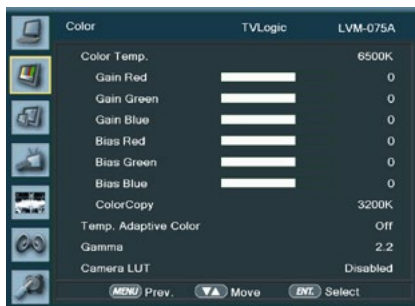 Color TVLogic LVM-075A
Color Temp. 6500K
Gain Red 0
Gain Green 0
Gain Blue 0
Bias Red 0
Bias Green 0
Bias Blue 0
ColorCopy 3200K
Temp. Adaptive Color Off
Gamma 2.2
Camera LUT Disabled
MENU Prev. ▼▲ Move ENT. Select